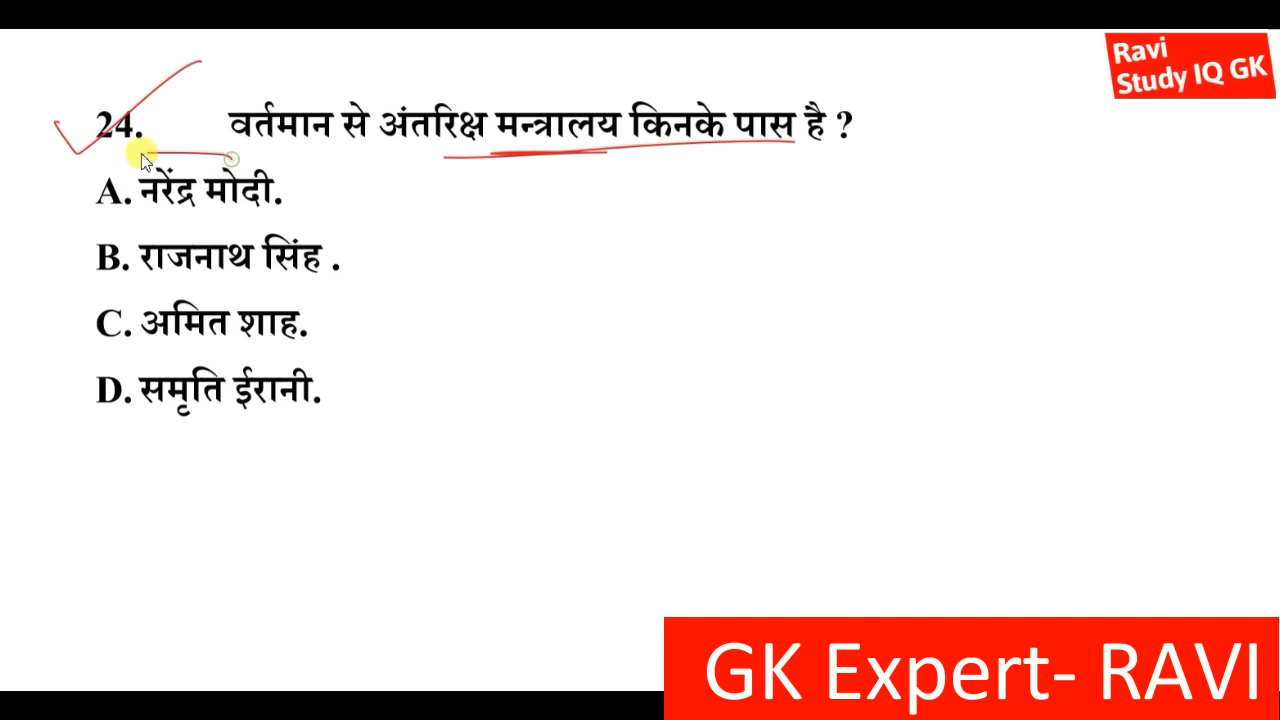 Ravi
Study IQ GK
24. वर्तमान से अंतरिक्ष मन्त्रालय किनके पास है ?
A. नरेंद्र मोदी.
B. राजनाथ सिंह .
C. अमित शाह.
D. समृति ईरानी.
GK Expert- RAVI